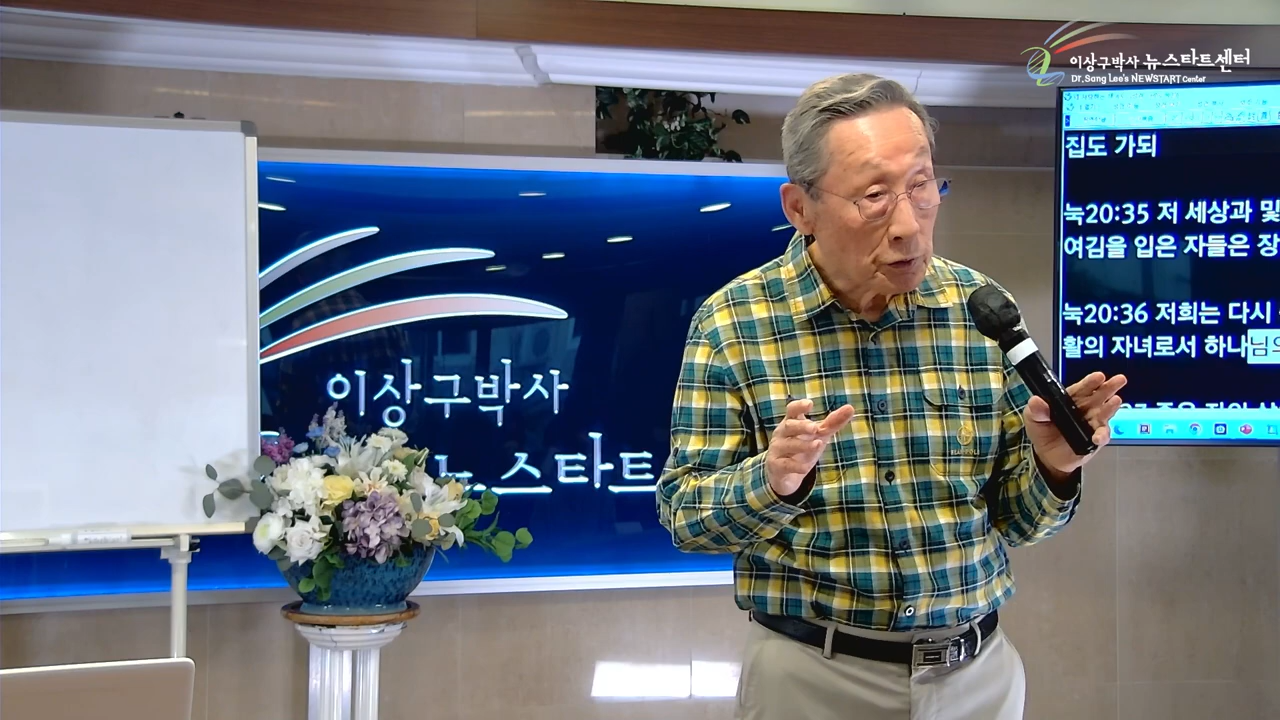 이상구박사 뉴스타트센터
Dr. Sang Lee's NEWSTART Center
집도 가되
눅20:35 저 세상과 및
여김을 입은 자들은 장
눅20:36 저희는 다시
활의 자녀로서 하나님의
이상구박사
뉴스타트